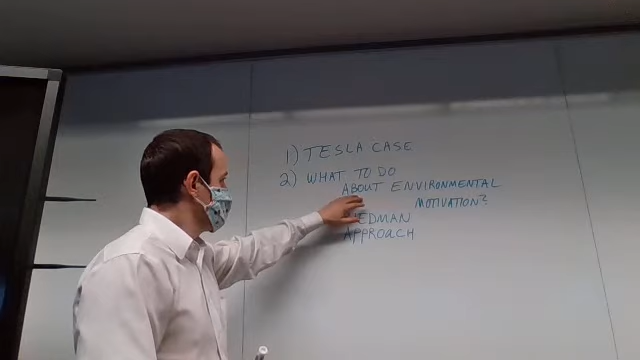 1) TESLA CASE
2) WHAT TO DO
ABOUT ENVIRONMENTAL
MOTIVATION?
APPROACH